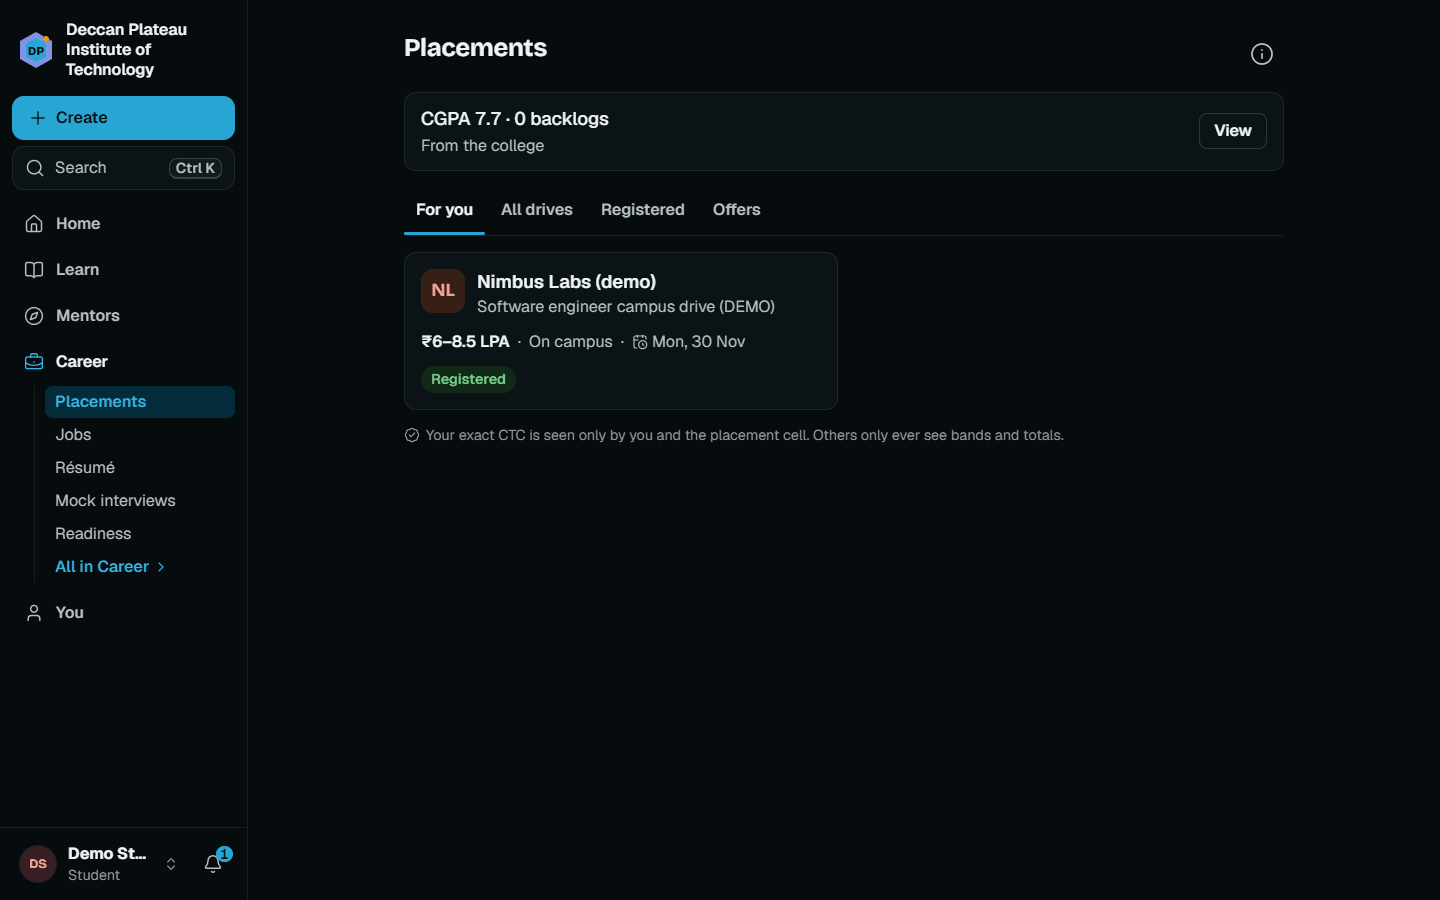 DP
Deccan Plateau
Institute of
Technology
Create
Search Ctrl K
Home
Learn
Mentors
Career
Placements
Jobs
Résumé
Mock interviews
Readiness
All in Career
You
DS
Demo St...
Student
1
Placements
CGPA 7.7 · 0 backlogs
From the college
View
For you All drives Registered Offers
NL
Nimbus Labs (demo)
Software engineer campus drive (DEMO)
₹6–8.5 LPA · On campus · Mon, 30 Nov
Registered
Your exact CTC is seen only by you and the placement cell. Others only ever see bands and totals.